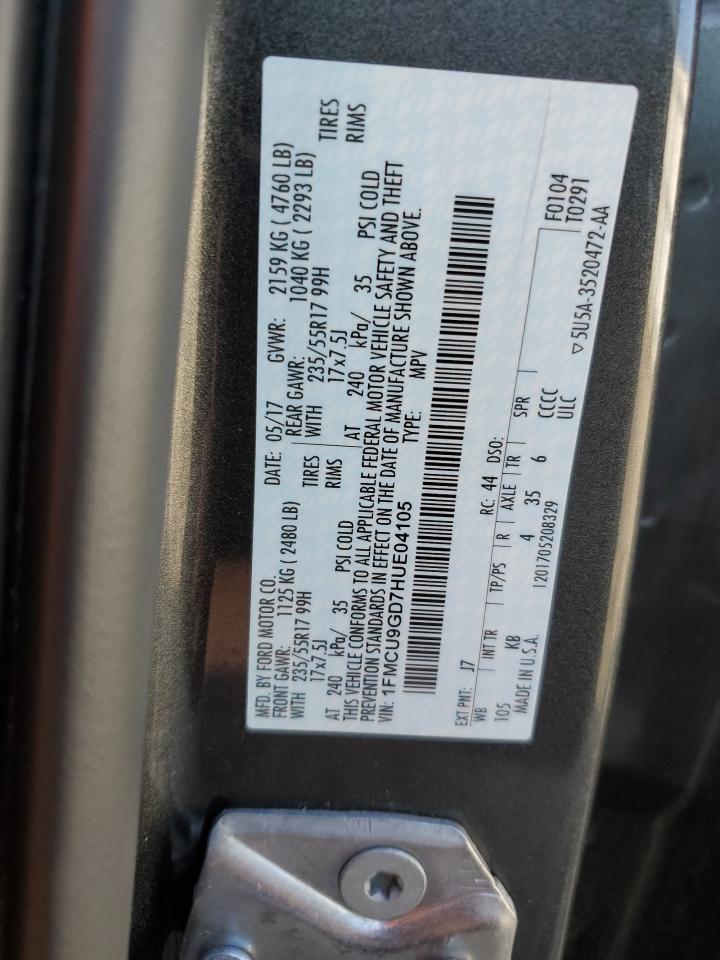 MFD. BY FORD MOTOR CO.
DATE: 05/17 GVWR: 2159 KG ( 4760 LB)
FRONT GAWR: 1125 KG ( 2480 LB)
REAR GAWR: 1040 KG ( 2293 LB)
WITH 235/55R17 99H TIRES
WITH 235/55R17 99H TIRES
17x7.5J RIMS
17x7.5J RIMS
AT 240 kPa/ 35 PSI COLD
AT 240 kPa/ 35 PSI COLD
THIS VEHICLE CONFORMS TO ALL APPLICABLE FEDERAL MOTOR VEHICLE SAFETY AND THEFT
PREVENTION STANDARDS IN EFFECT ON THE DATE OF MANUFACTURE SHOWN ABOVE.
VIN: 1FMCU9GD7HUE04105
TYPE: MPV
EXT PNT: J7 RC: 44 DSO:
WB INT TR TP/PS R AXLE TR SPR
105 KB 4 35 6 CCCC
ULC
F0104
T0291
MADE IN U.S.A. 1201705208329
▽5U5A-3520472-AA